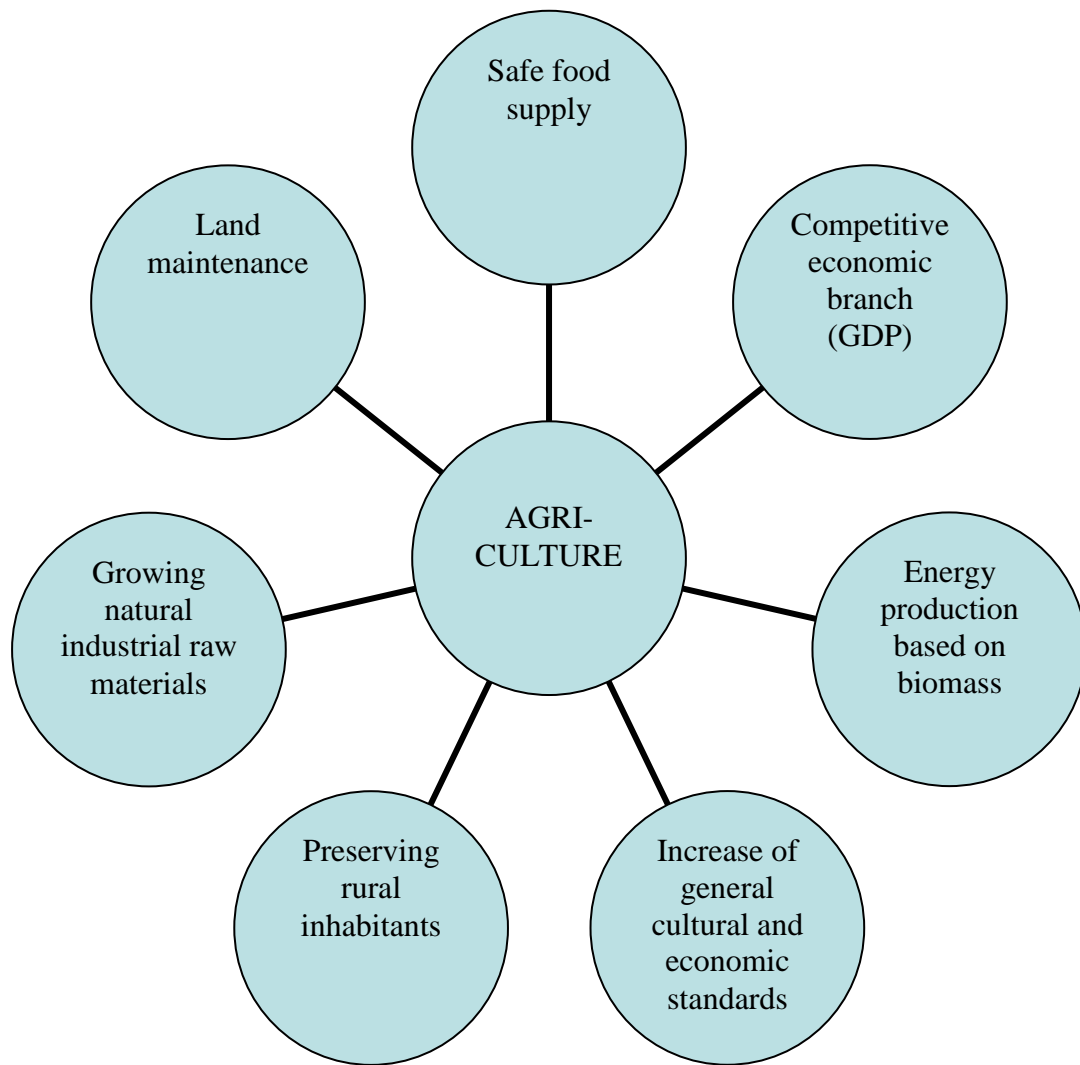 Safe food
supply
Competitive
economic
branch
(GDP)
Energy
production
based on
biomass
Increase of
general
cultural and
economic
standards
Preserving
rural
inhabitants
Growing
natural
industrial raw
materials
Land
maintenance
AGRI-
CULTURE